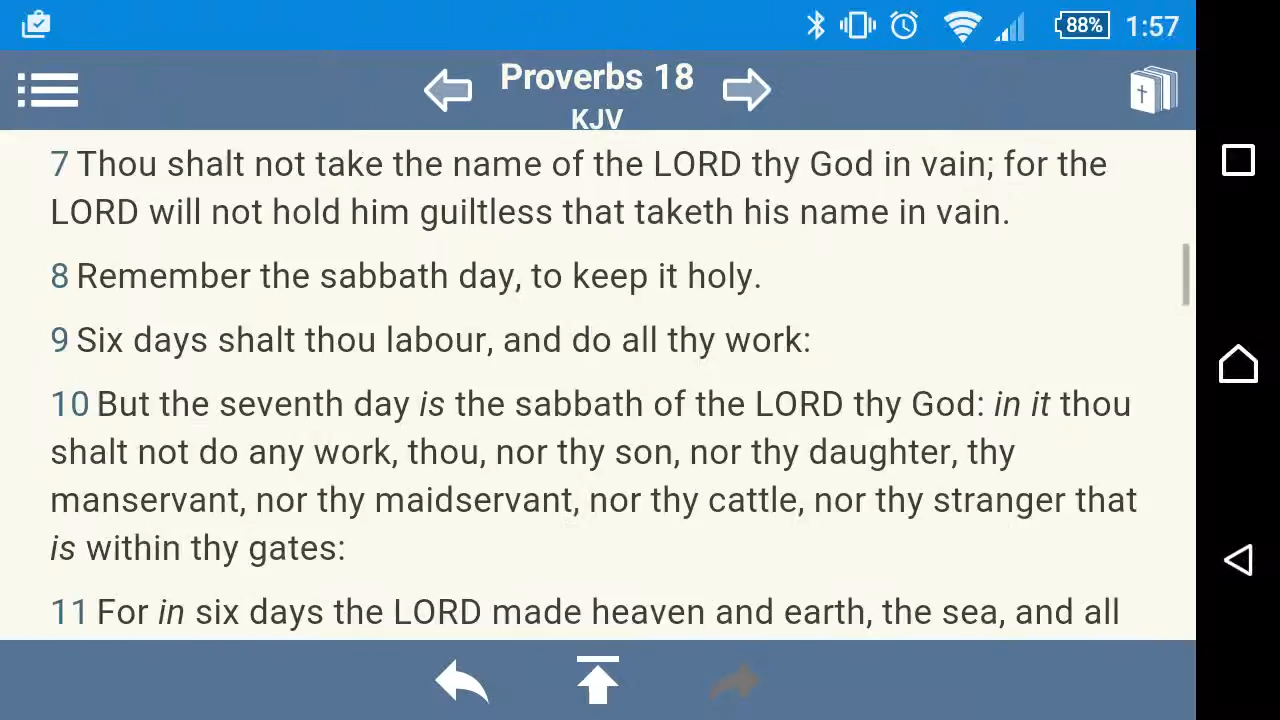 88% 1:57
Proverbs 18
KJV
7 Thou shalt not take the name of the LORD thy God in vain; for the
LORD will not hold him guiltless that taketh his name in vain.
8 Remember the sabbath day, to keep it holy.
9 Six days shalt thou labour, and do all thy work:
10 But the seventh day is the sabbath of the LORD thy God: in it thou
shalt not do any work, thou, nor thy son, nor thy daughter, thy
manservant, nor thy maidservant, nor thy cattle, nor thy stranger that
is within thy gates:
11 For in six days the LORD made heaven and earth, the sea, and all